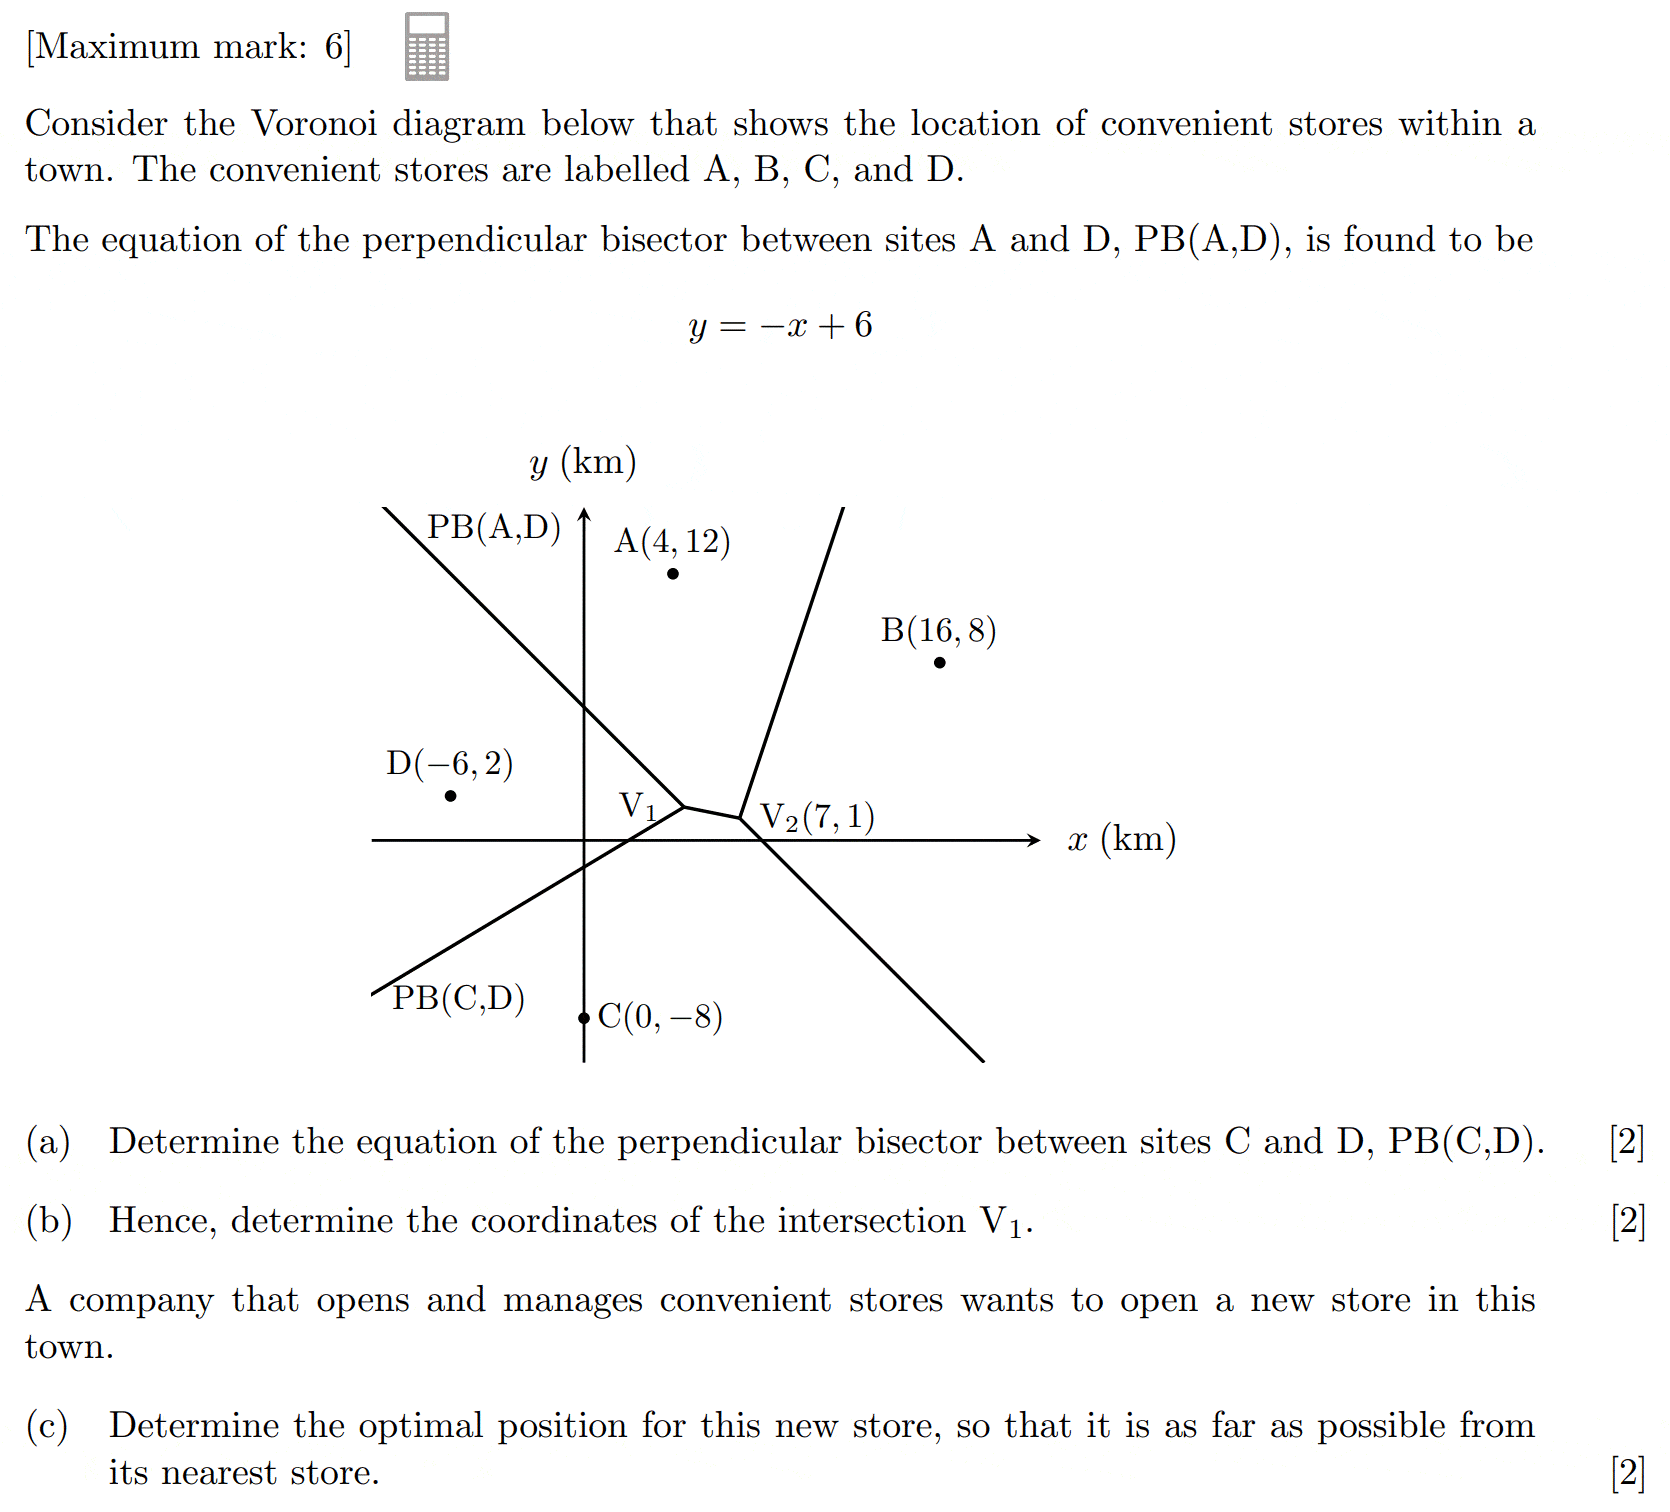 [Maximum mark: 6]
Consider the Voronoi diagram below that shows the location of convenient stores within a
town. The convenient stores are labelled A, B, C, and D.
The equation of the perpendicular bisector between sites A and D, PB(A,D), is found to be
y = −x + 6
y (km)
PB(A,D)
A(4, 12)
B(16, 8)
D(−6, 2)
V₁
V₂(7, 1)
x (km)
PB(C,D)
C(0, −8)
(a) Determine the equation of the perpendicular bisector between sites C and D, PB(C,D). [2]
(b) Hence, determine the coordinates of the intersection V₁. [2]
A company that opens and manages convenient stores wants to open a new store in this
town.
(c) Determine the optimal position for this new store, so that it is as far as possible from
its nearest store. [2]